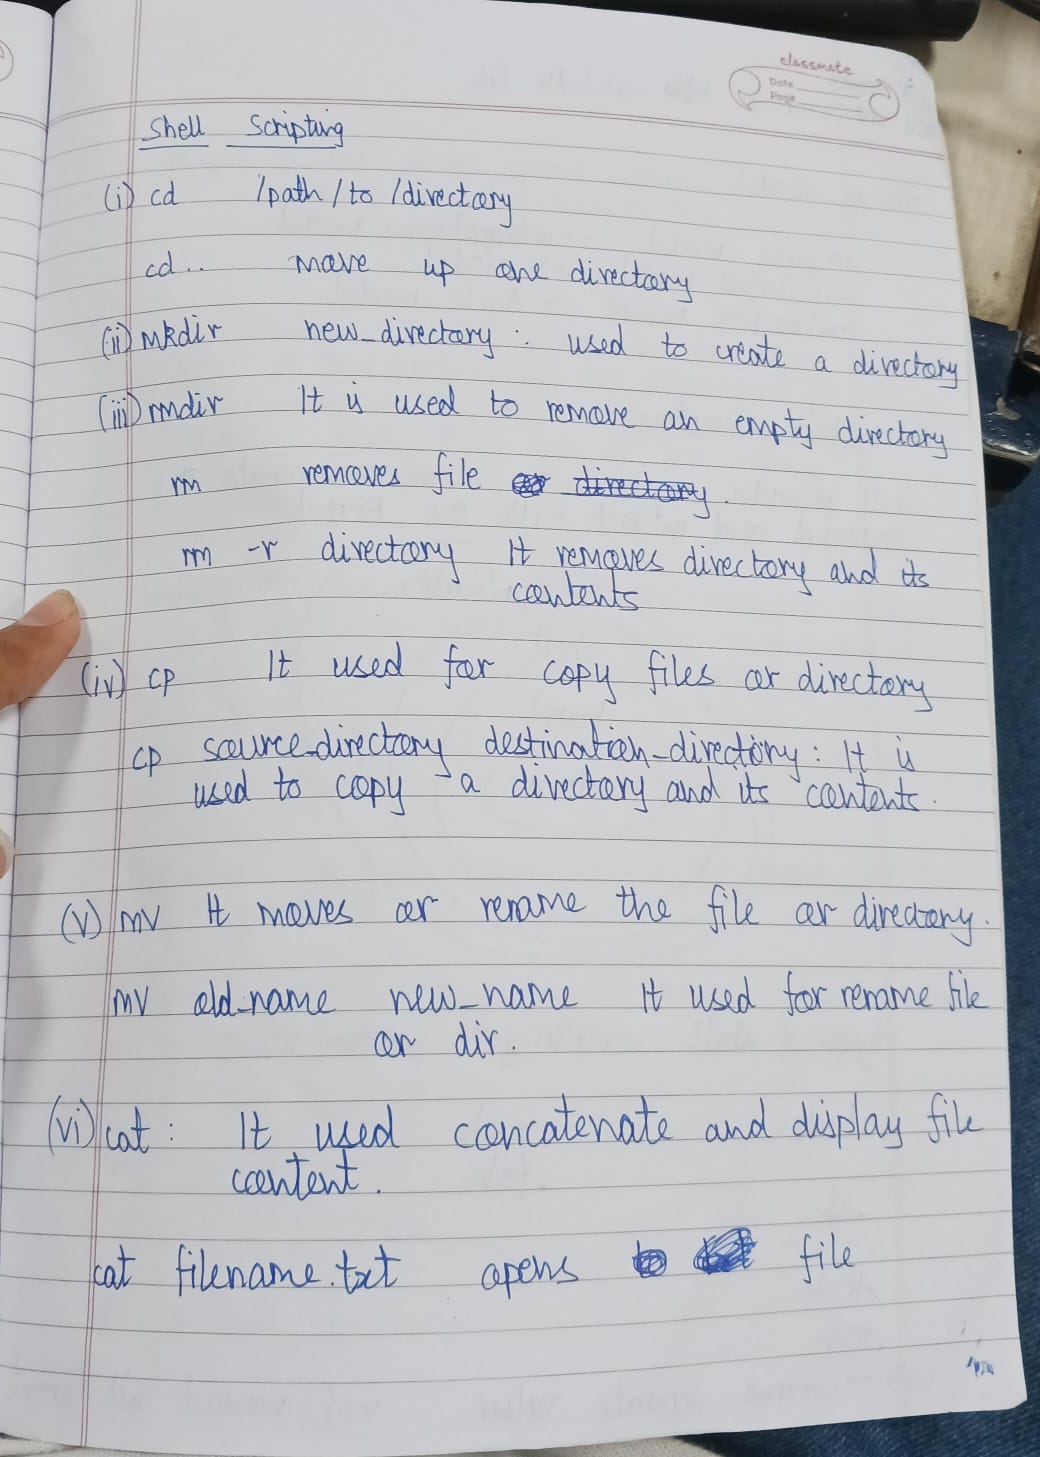 classmate
Date
Page
Shell Scripting
(i) cd /path/to/directory
cd.. move up one directory
(ii) mkdir new_directory : used to create a directory
(iii) rmdir It is used to remove an empty directory
rm removes file or directory.
rm -r directory It removes directory and its
contents
(iv) cp It used for copy files or directory
cp source_directory destination_directory : It is
used to copy a directory and its contents.
(v) mv It moves or rename the file or directory.
mv old_name new_name It used for rename file
or dir.
(vi) cat : It used concatenate and display file
content.
cat filename.txt opens to file